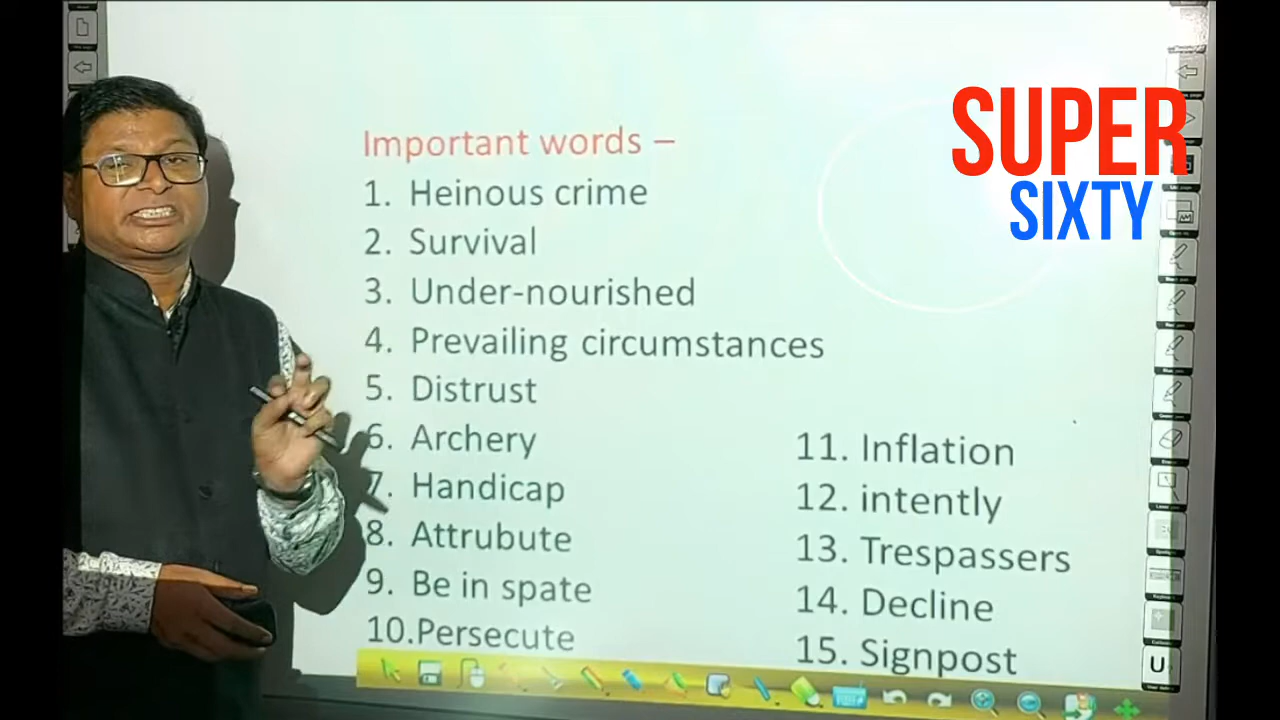 SUPER
SIXTY
Important words –
1. Heinous crime
2. Survival
3. Under-nourished
4. Prevailing circumstances
5. Distrust
6. Archery
7. Handicap
8. Attrubute
9. Be in spate
10.Persecute
11. Inflation
12. intently
13. Trespassers
14. Decline
15. Signpost
U